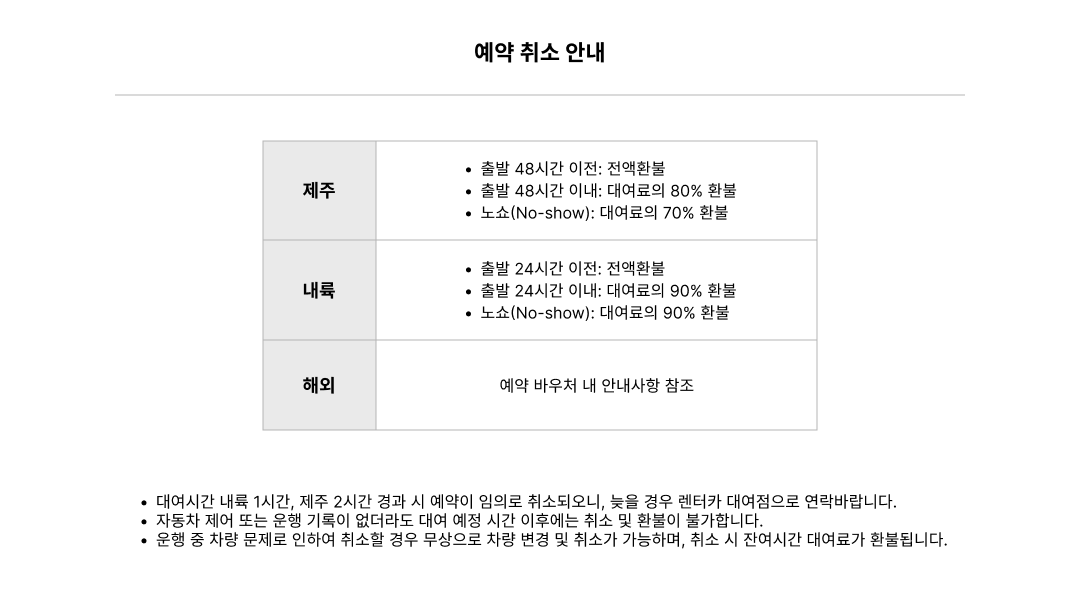 예약 취소 안내
제주
• 출발 48시간 이전: 전액환불
• 출발 48시간 이내: 대여료의 80% 환불
• 노쇼(No-show): 대여료의 70% 환불
내륙
• 출발 24시간 이전: 전액환불
• 출발 24시간 이내: 대여료의 90% 환불
• 노쇼(No-show): 대여료의 90% 환불
해외
예약 바우처 내 안내사항 참조
• 대여시간 내륙 1시간, 제주 2시간 경과 시 예약이 임의로 취소되오니, 늦을 경우 렌터카 대여점으로 연락바랍니다.
• 자동차 제어 또는 운행 기록이 없더라도 대여 예정 시간 이후에는 취소 및 환불이 불가합니다.
• 운행 중 차량 문제로 인하여 취소할 경우 무상으로 차량 변경 및 취소가 가능하며, 취소 시 잔여시간 대여료가 환불됩니다.